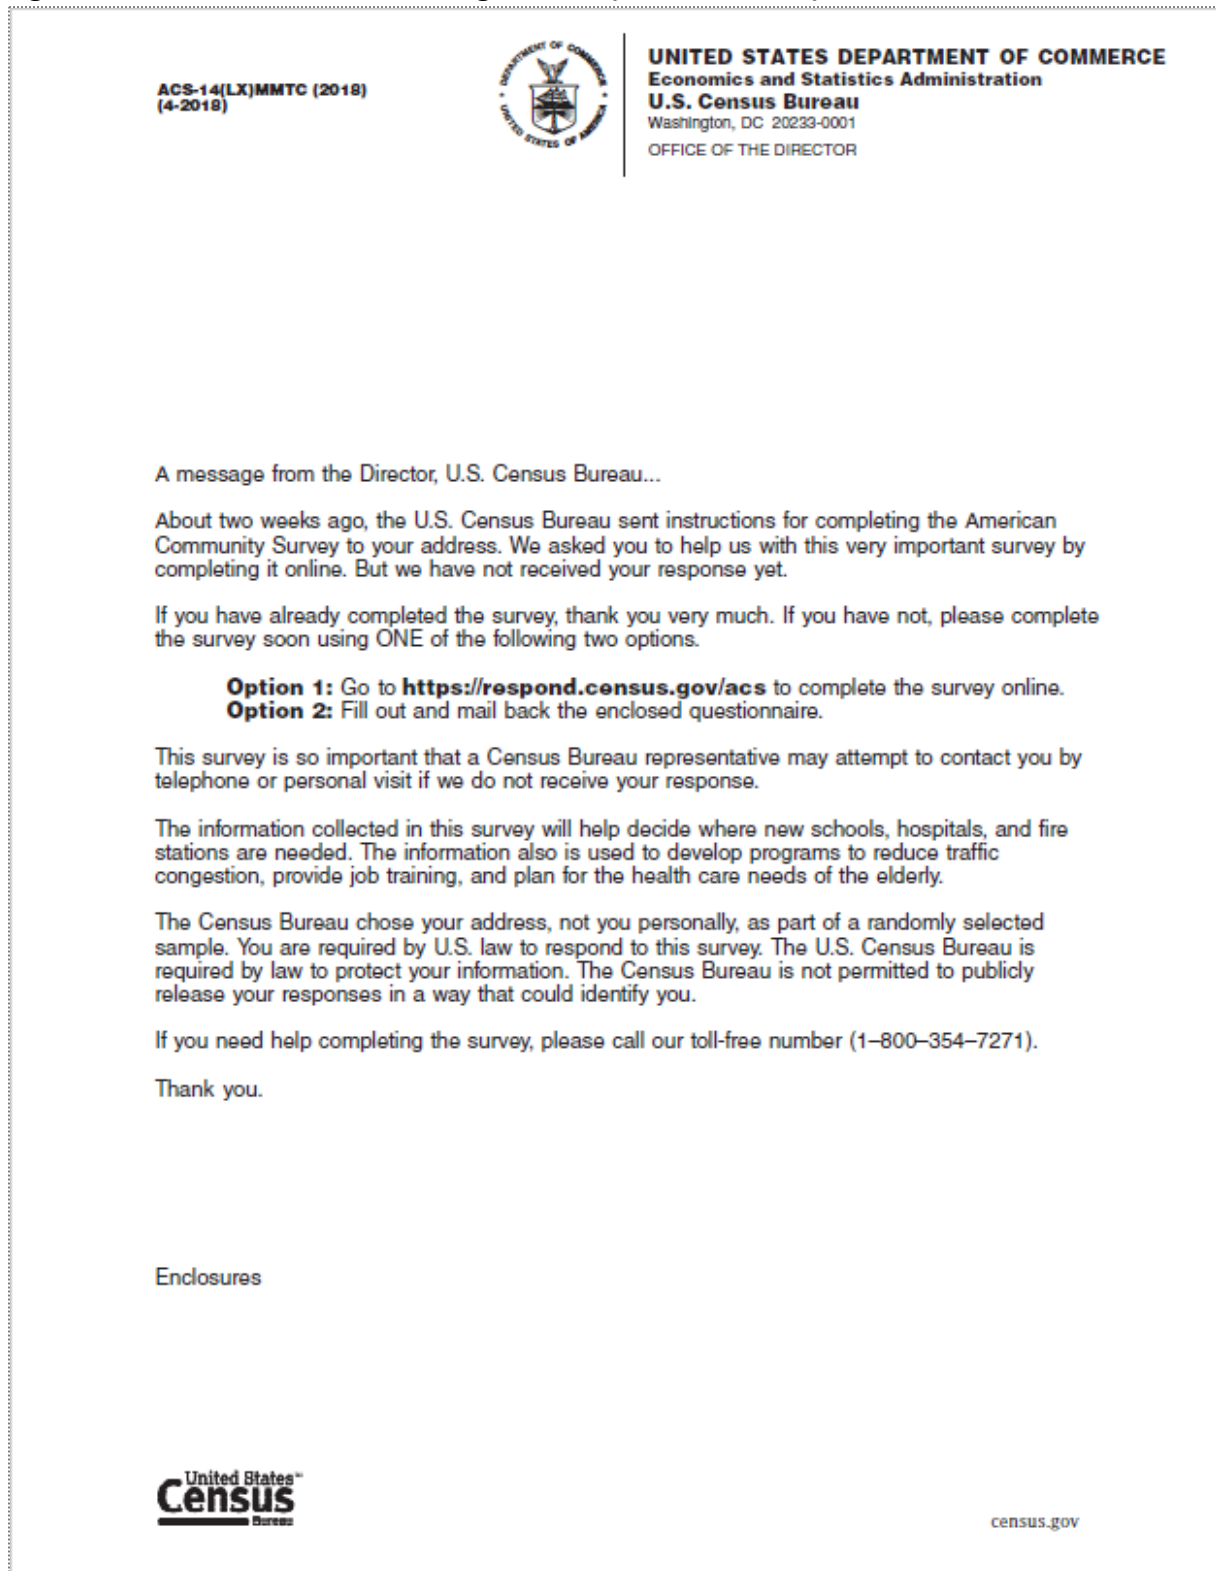 ACS-14(LX)MMTC (2018)
(4-2018)
DEPARTMENT OF COMMERCE
UNITED STATES OF AMERICA
UNITED STATES DEPARTMENT OF COMMERCE
Economics and Statistics Administration
U.S. Census Bureau
Washington, DC 20233-0001
OFFICE OF THE DIRECTOR
A message from the Director, U.S. Census Bureau...
About two weeks ago, the U.S. Census Bureau sent instructions for completing the American
Community Survey to your address. We asked you to help us with this very important survey by
completing it online. But we have not received your response yet.
If you have already completed the survey, thank you very much. If you have not, please complete
the survey soon using ONE of the following two options.
Option 1: Go to https://respond.census.gov/acs to complete the survey online.
Option 2: Fill out and mail back the enclosed questionnaire.
This survey is so important that a Census Bureau representative may attempt to contact you by
telephone or personal visit if we do not receive your response.
The information collected in this survey will help decide where new schools, hospitals, and fire
stations are needed. The information also is used to develop programs to reduce traffic
congestion, provide job training, and plan for the health care needs of the elderly.
The Census Bureau chose your address, not you personally, as part of a randomly selected
sample. You are required by U.S. law to respond to this survey. The U.S. Census Bureau is
required by law to protect your information. The Census Bureau is not permitted to publicly
release your responses in a way that could identify you.
If you need help completing the survey, please call our toll-free number (1–800–354–7271).
Thank you.
Enclosures
United States
Census
Bureau
census.gov